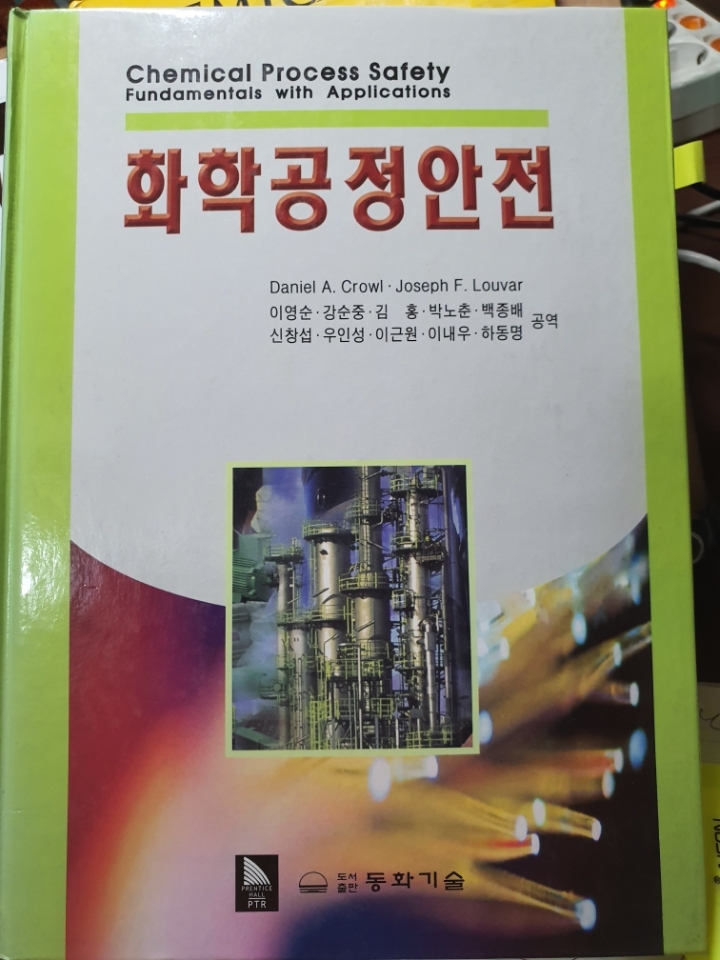 Chemical Process Safety
Fundamentals with Applications
화학공정안전
Daniel A. Crowl · Joseph F. Louvar
이영순 · 강순중 · 김 홍 · 박노춘 · 백종배
신창섭 · 우인성 · 이근원 · 이내우 · 하동명 공역
PRENTICE
HALL
PTR
도서
출판 동화기술